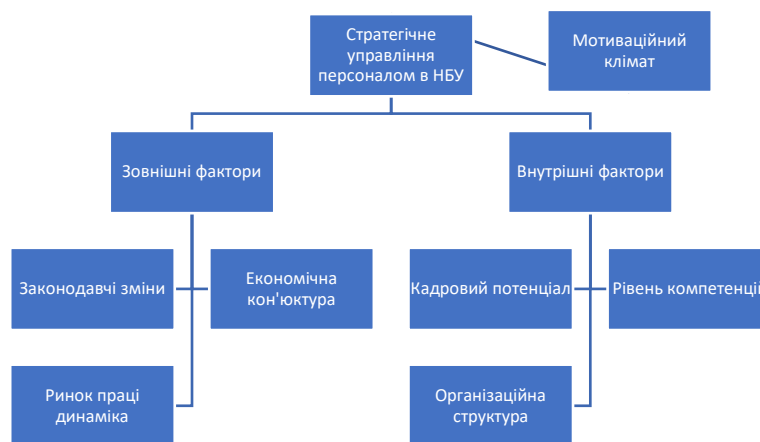 Стратегічне
управління
персоналом в НБУ
Мотиваційний
клімат
Зовнішні фактори
Внутрішні фактори
Законодавчі зміни
Економічна
кон'юктура
Кадровий потенціал
Рівень компетенцій
Ринок праці
динаміка
Організаційна
структура